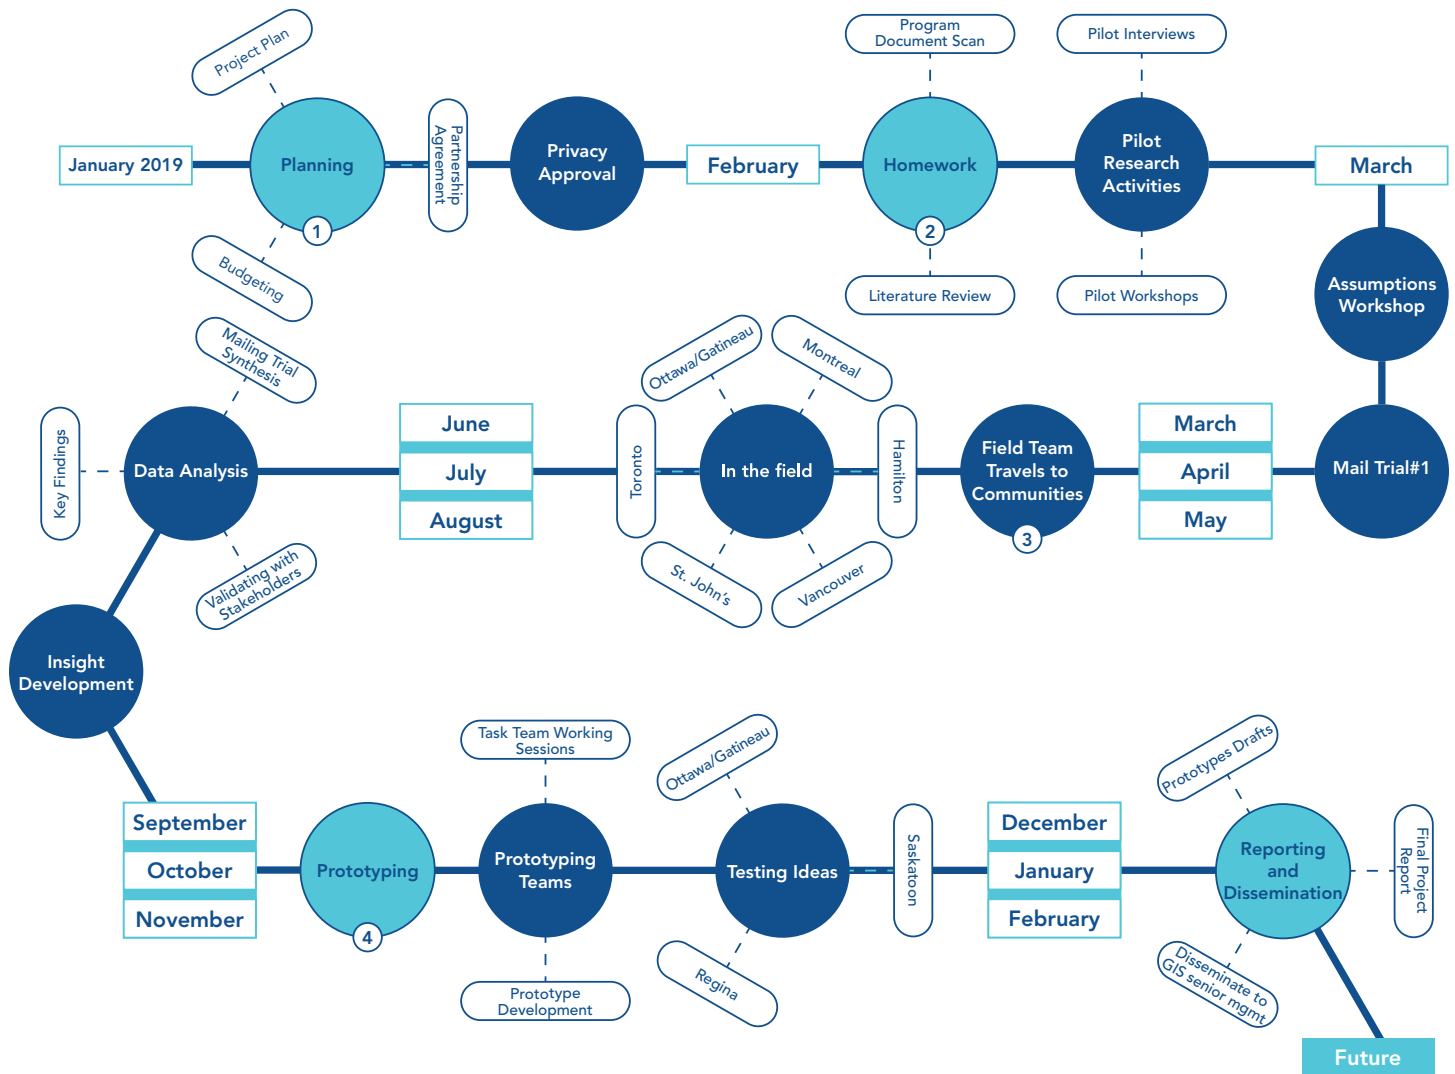 Project Plan
January 2019
Planning
1
Budgeting
Partnership
Agreement
Privacy
Approval
February
Program
Document Scan
Homework
2
Literature Review
Pilot Interviews
Pilot
Research
Activities
Pilot Workshops
March
Assumptions
Workshop
Mail Trial#1
March
April
May
Field Team
Travels to
Communities
3
Ottawa/Gatineau
Montreal
Hamilton
In the field
Toronto
St. John's
Vancouver
June
July
August
Mailing Trial
Synthesis
Data Analysis
Key Findings
Validating with
Stakeholders
Insight
Development
September
October
November
Prototyping
4
Task Team Working
Sessions
Prototyping
Teams
Prototype
Development
Ottawa/Gatineau
Testing Ideas
Saskatoon
Regina
December
January
February
Prototypes Drafts
Reporting
and
Dissemination
Final Project
Report
Disseminate to
GIS senior mgmt
Future